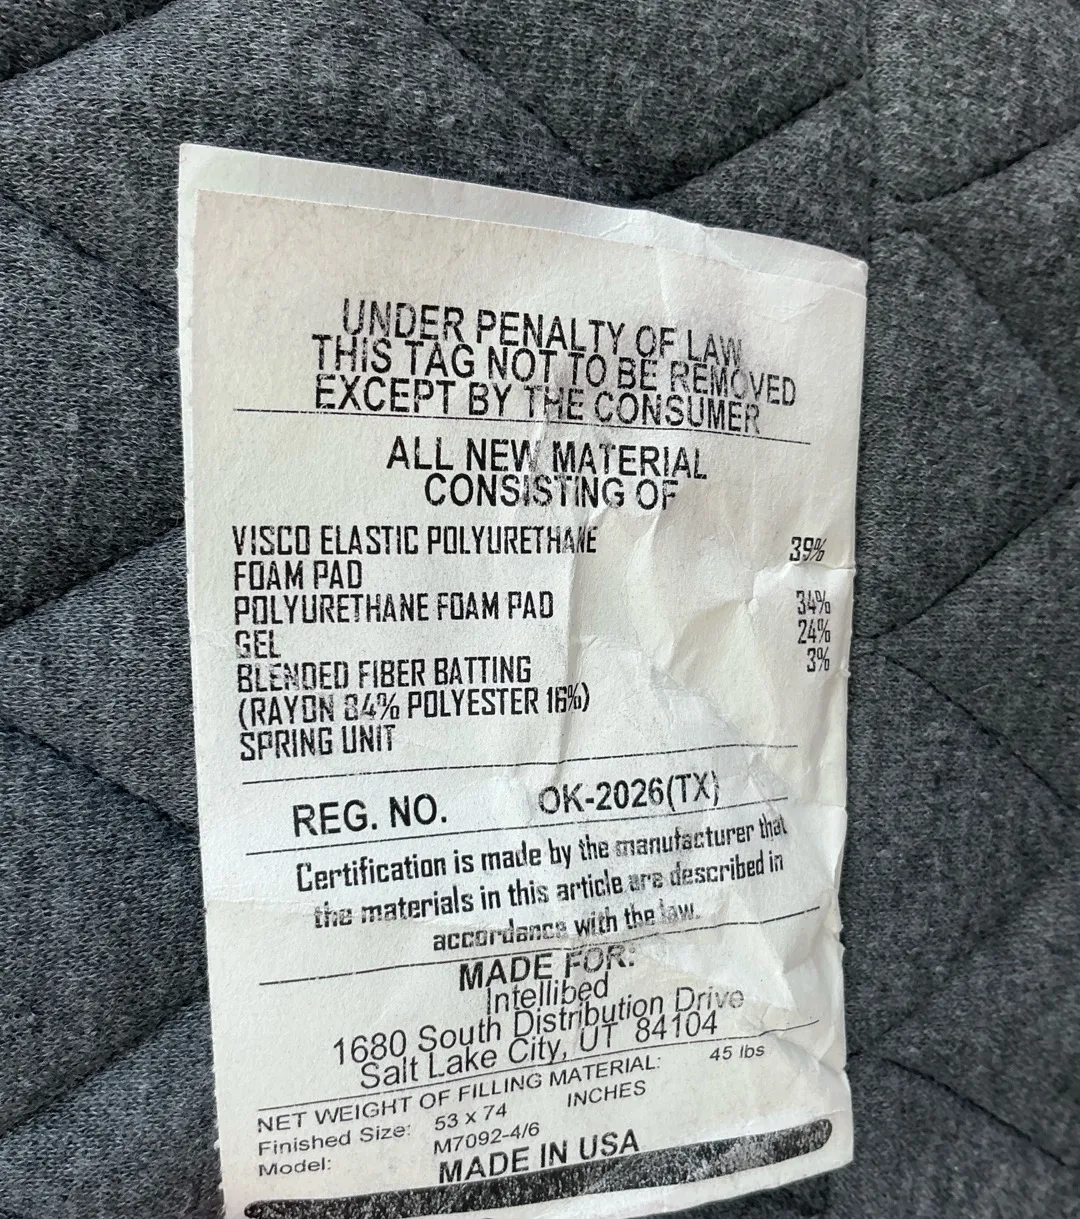 UNDER PENALTY OF LAW
THIS TAG NOT TO BE REMOVED
EXCEPT BY THE CONSUMER
ALL NEW MATERIAL
CONSISTING OF
VISCO ELASTIC POLYURETHANE 39%
FOAM PAD
POLYURETHANE FOAM PAD 34%
GEL 24%
BLENDED FIBER BATTING 3%
(RAYON 84% POLYESTER 16%)
SPRING UNIT
REG. NO. OK-2026(TX)
Certification is made by the manufacturer that
the materials in this article are described in
accordance with the law.
MADE FOR:
Intellibed
1680 South Distribution Drive
Salt Lake City, UT 84104
NET WEIGHT OF FILLING MATERIAL: 45 lbs
Finished Size: 53 x 74 INCHES
Model: M7092-4/6
MADE IN USA